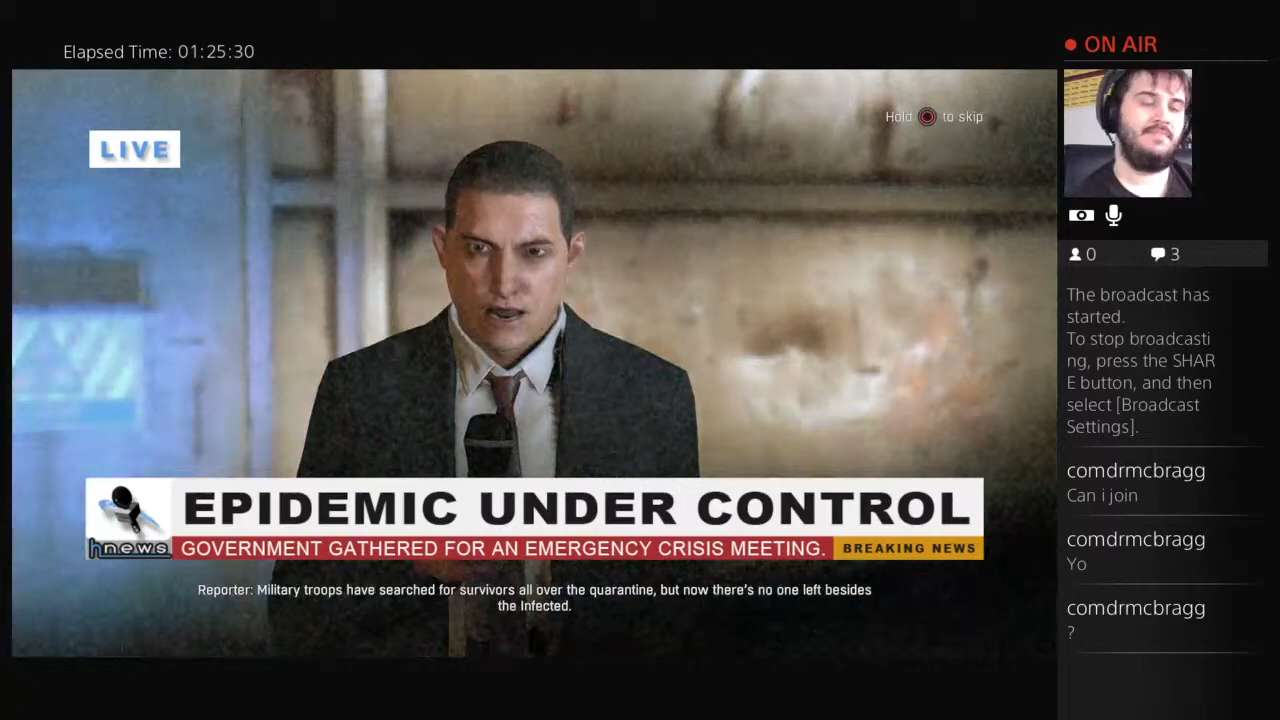 Elapsed Time: 01:25:30
ON AIR
LIVE
Hold to skip
0
3
The broadcast has
started.
To stop broadcasti
ng, press the SHAR
E button, and then
select [Broadcast
Settings].
comdrmcbragg
Can i join
comdrmcbragg
Yo
comdrmcbragg
?
EPIDEMIC UNDER CONTROL
hnews
GOVERNMENT GATHERED FOR AN EMERGENCY CRISIS MEETING.
BREAKING NEWS
Reporter: Military troops have searched for survivors all over the quarantine, but now there's no one left besides
the Infected.